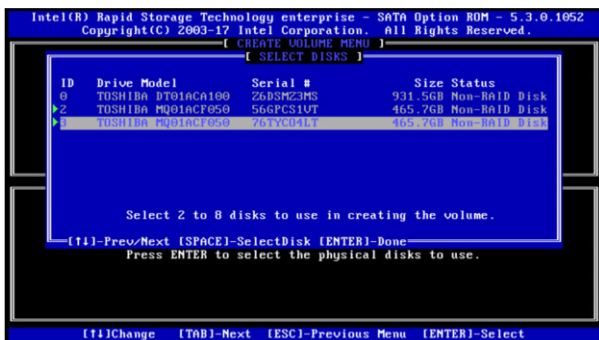 Intel(R) Rapid Storage Technology enterprise - SATA Option ROM - 5.3.0.1052
Copyright(C) 2003-17 Intel Corporation. All Rights Reserved.
[ CREATE VOLUME MENU ]
[ SELECT DISKS ]
ID Drive Model Serial # Size Status
0 TOSHIBA DT01ACA100 Z6DSMZ3MS 931.5GB Non-RAID Disk
2 TOSHIBA MQ01ACF050 56GPCS1VT 465.7GB Non-RAID Disk
3 TOSHIBA MQ01ACF050 76TYC04LT 465.7GB Non-RAID Disk
Select 2 to 8 disks to use in creating the volume.
[↑↓]-Prev/Next [SPACE]-SelectDisk [ENTER]-Done
Press ENTER to select the physical disks to use.
[↑↓]Change [TAB]-Next [ESC]-Previous Menu [ENTER]-Select